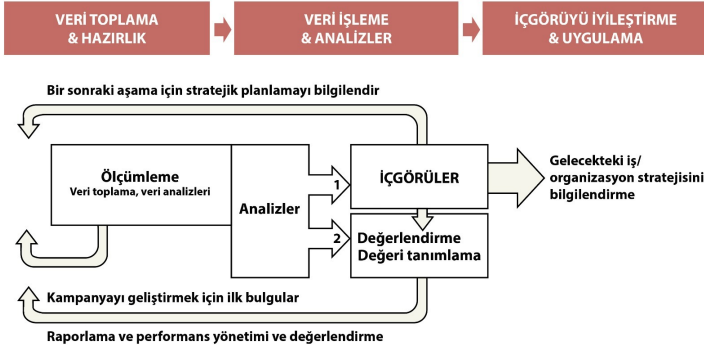 VERİ TOPLAMA
& HAZIRLIK
VERİ İŞLEME
& ANALİZLER
İÇGÖRÜYÜ İYİLEŞTİRME
& UYGULAMA
Bir sonraki aşama için stratejik planlamayı bilgilendir
Ölçümleme
Veri toplama, veri analizleri
Analizler
1
2
İÇGÖRÜLER
Değerlendirme
Değeri tanımlama
Gelecekteki iş/
organizasyon stratejisini
bilgilendirme
Kampanyayı geliştirmek için ilk bulgular
Raporlama ve performans yönetimi ve değerlendirme